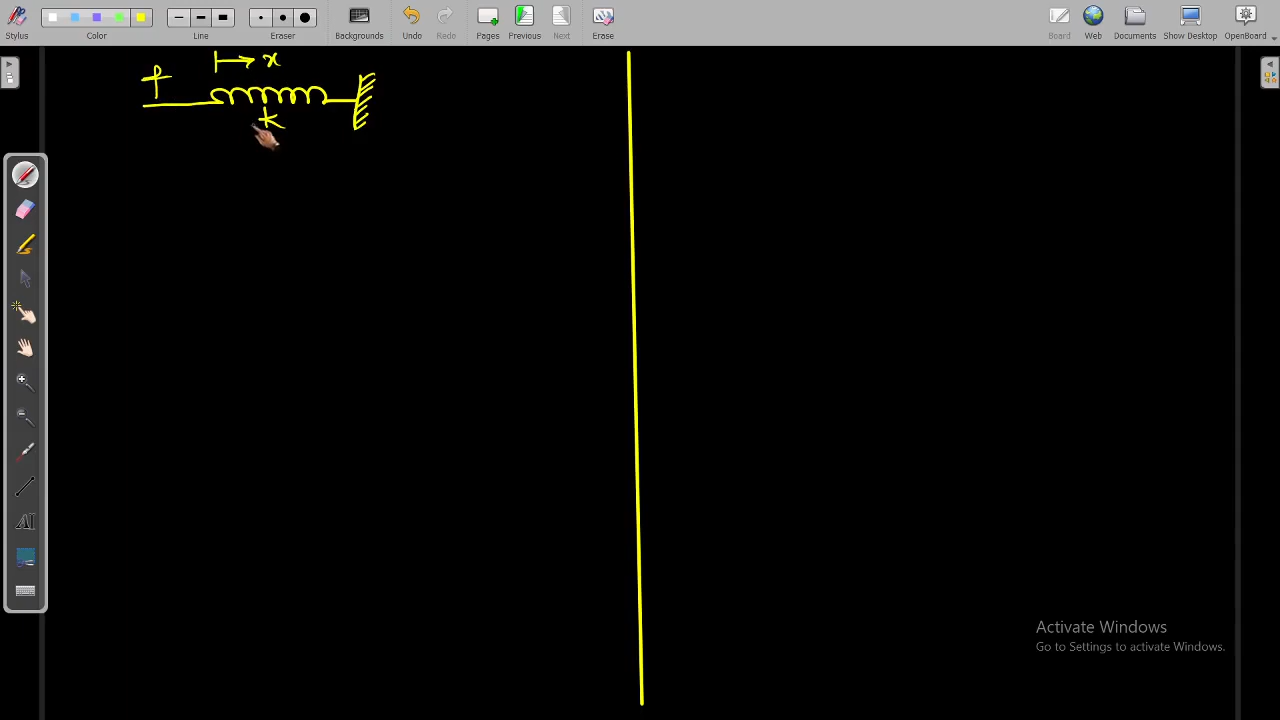 Stylus Color Line Eraser Backgrounds Undo Redo Pages Previous Next Erase Board Web Documents Show Desktop OpenBoard
x
f
k
AI
Activate Windows
Go to Settings to activate Windows.